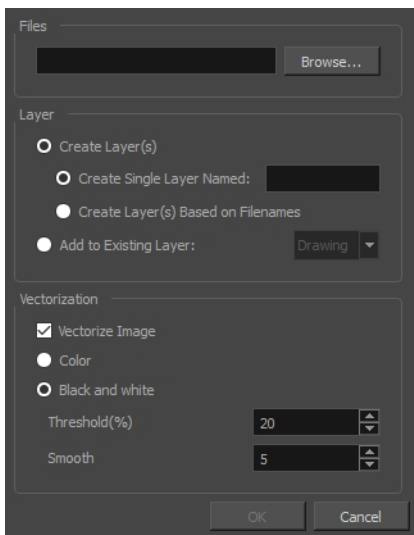 Files
Browse...
Layer
Create Layer(s)
Create Single Layer Named:
Create Layer(s) Based on Filenames
Add to Existing Layer: Drawing
Vectorization
Vectorize Image
Color
Black and white
Threshold(%) 20
Smooth 5
OK Cancel